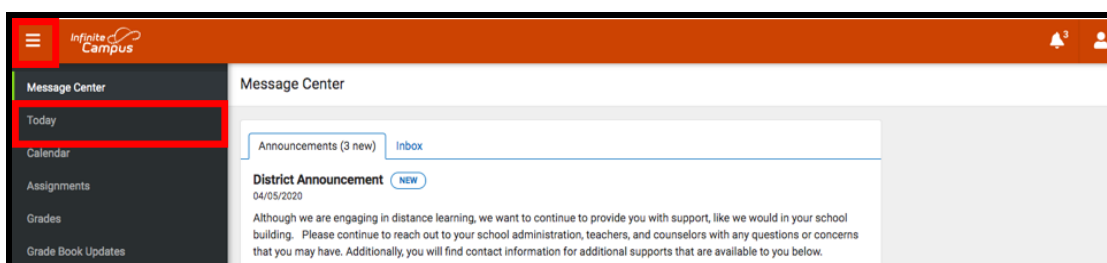 Infinite
Campus
3
Message Center
Message Center
Today
Calendar
Assignments
Grades
Grade Book Updates
Announcements (3 new) Inbox
District Announcement NEW
04/05/2020
Although we are engaging in distance learning, we want to continue to provide you with support, like we would in your school
building. Please continue to reach out to your school administration, teachers, and counselors with any questions or concerns
that you may have. Additionally, you will find contact information for additional supports that are available to you below.